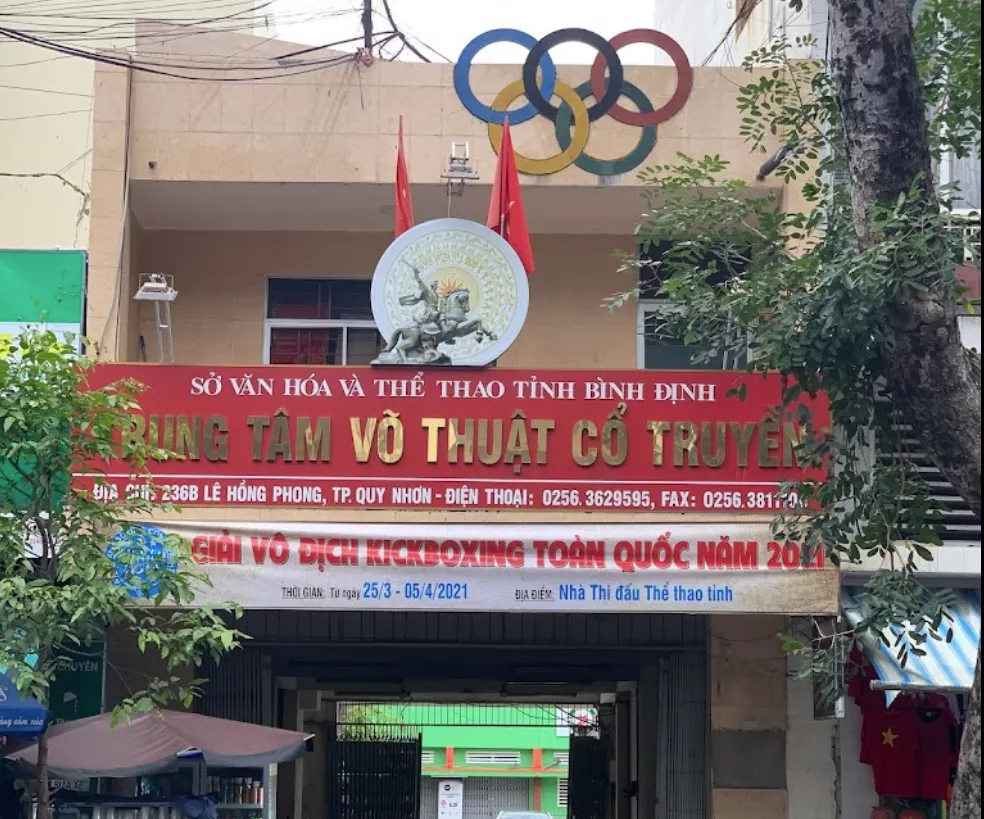 SỞ VĂN HÓA VÀ THỂ THAO TỈNH BÌNH ĐỊNH
TRUNG TÂM VÕ THUẬT CỔ TRUYỀN
ĐỊA CHỈ: 236B LÊ HỒNG PHONG, TP. QUY NHƠN - ĐIỆN THOẠI: 0256.3629595, FAX: 0256.3811
GIẢI VÔ ĐỊCH KICKBOXING TOÀN QUỐC NĂM 2021
THỜI GIAN: Từ ngày 25/3 - 05/4/2021 ĐỊA ĐIỂM: Nhà Thi đấu Thể thao tỉnh
CHUYÊN